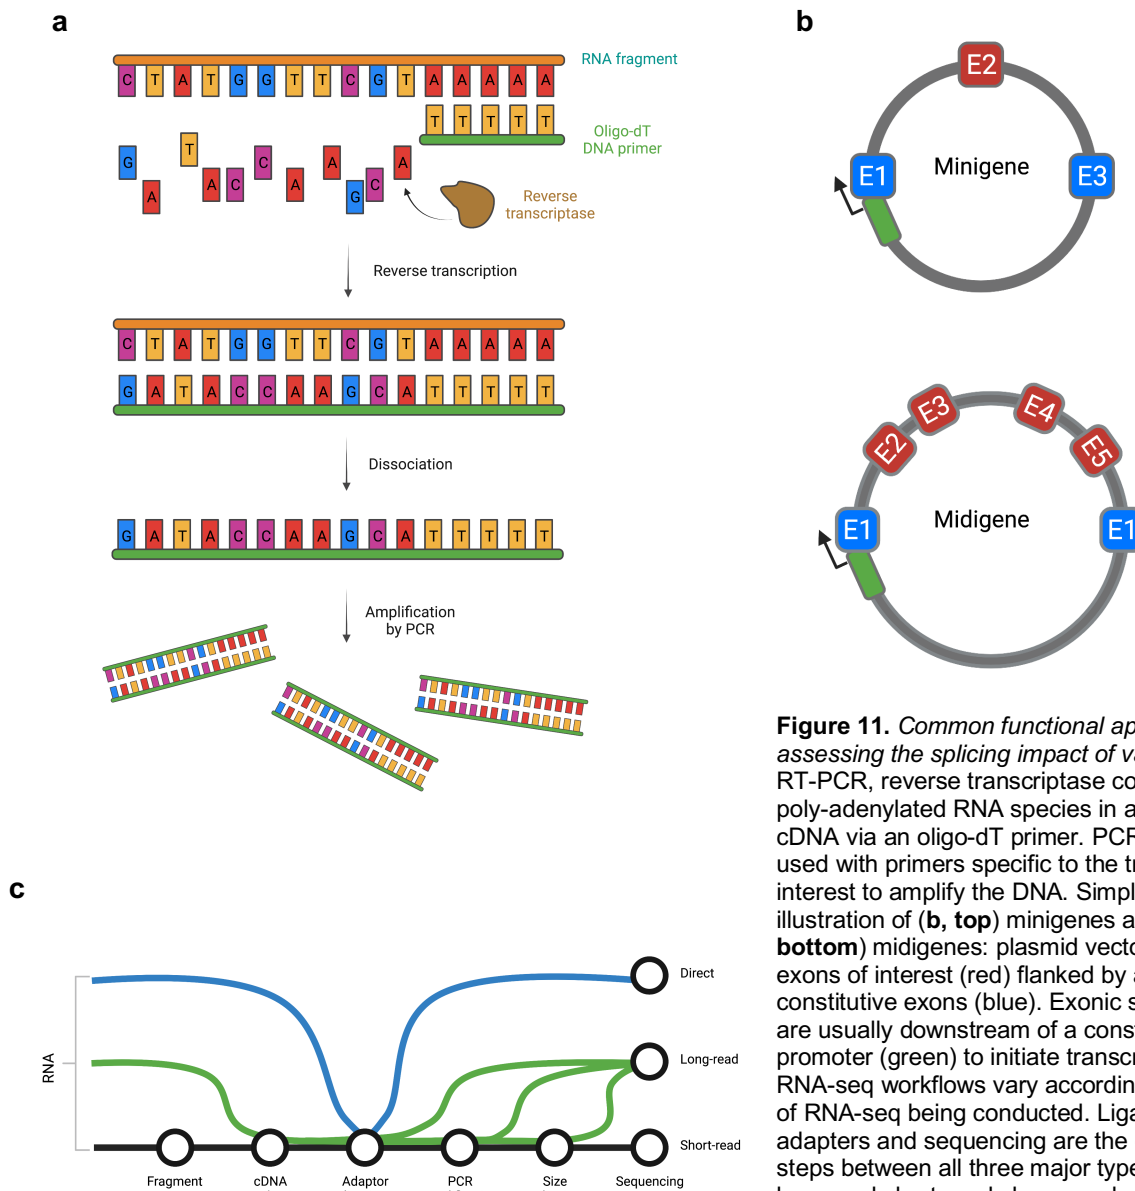 a
RNA fragment
C T A T G G T T C G T A A A A A
T T T T T
Oligo-dT
DNA primer
G A T A C C A A G C A
Reverse
transcriptase
Reverse transcription
C T A T G G T T C G T A A A A A
G A T A C C A A G C A T T T T T
Dissociation
G A T A C C A A G C A T T T T T
Amplification
by PCR
b
E2
E1
Minigene
E3
E3
E4
E2
E5
Midigene
E1
E1
Figure 11. Common functional ap
assessing the splicing impact of va
RT-PCR, reverse transcriptase co
poly-adenylated RNA species in a
cDNA via an oligo-dT primer. PCR
used with primers specific to the tr
interest to amplify the DNA. Simpl
illustration of (b, top) minigenes a
bottom) midigenes: plasmid vecto
exons of interest (red) flanked by a
constitutive exons (blue). Exonic s
are usually downstream of a const
promoter (green) to initiate transcr
RNA-seq workflows vary accordin
of RNA-seq being conducted. Liga
adapters and sequencing are the
steps between all three major type
c
RNA
Direct
Long-read
Short-read
Fragment
cDNA
Adaptor
PCR
Size
Sequencing